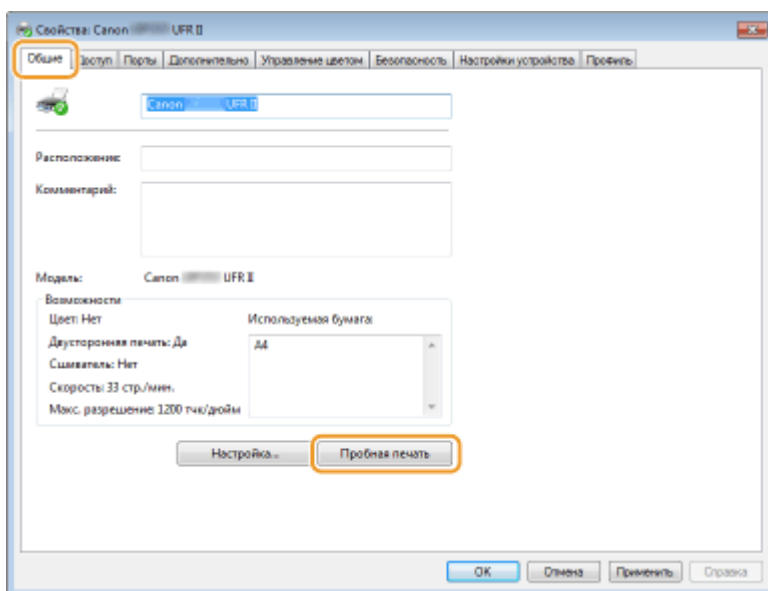 Свойства: Canon UFR II
Общие Доступ Порты Дополнительно Управление цветом Безопасность Настройки устройства Профиль
Canon UFR II
Расположение:
Комментарий:
Модель: Canon UFR II
Возможности
Цвет: Нет Используемая бумага:
Двусторонняя печать: Да A4
Сшиватель: Нет
Скорость: 33 стр./мин.
Макс. разрешение: 1200 тчк/дюйм
Настройка... Пробная печать
OK Отмена Применить Справка